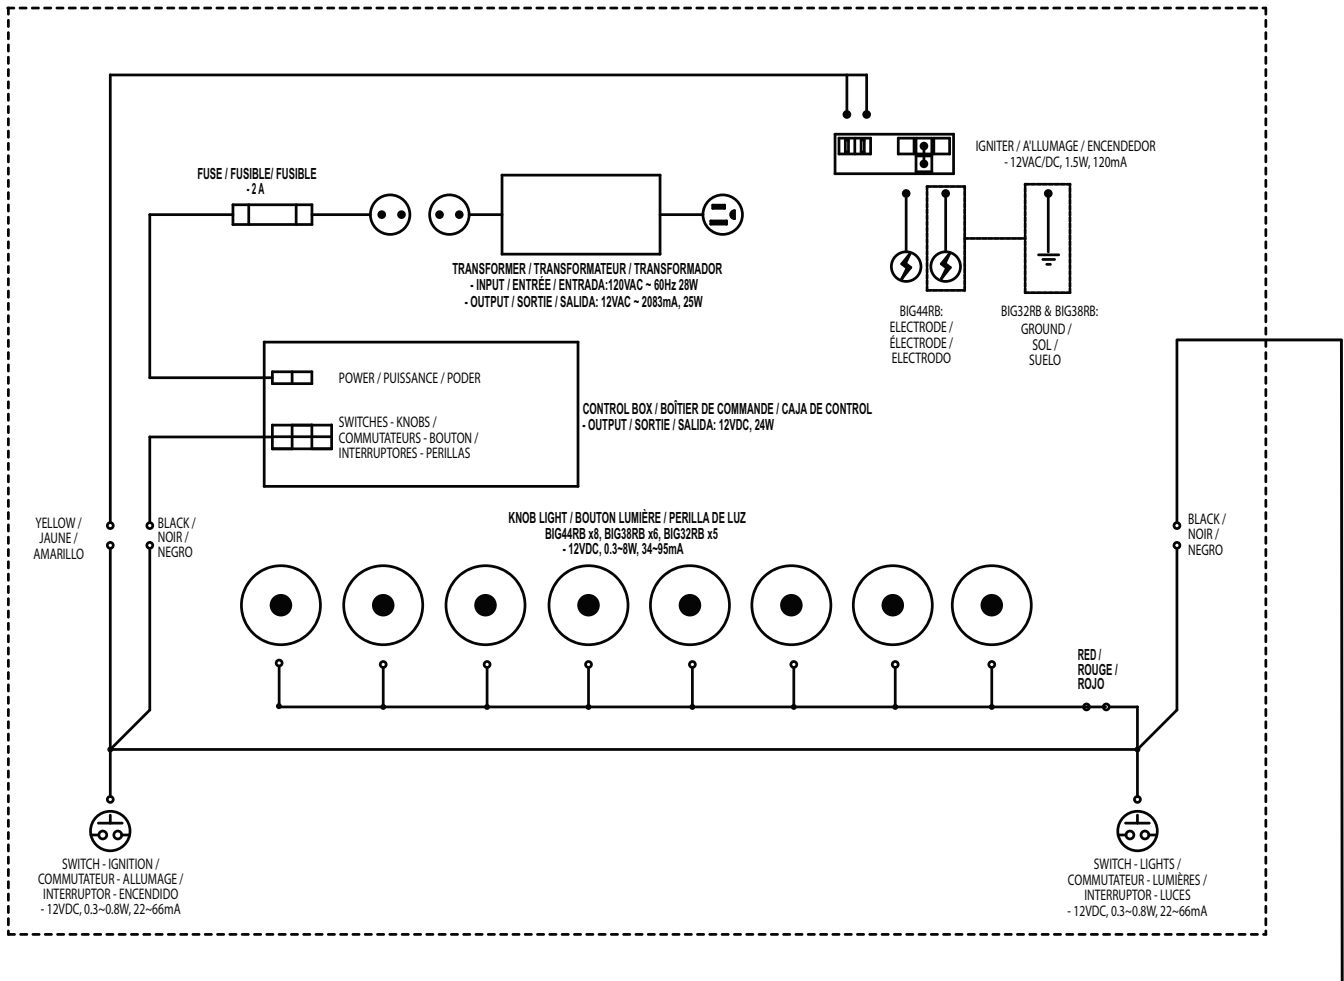 IGNITER / A'LLUMAGE / ENCENDEDOR
- 12VAC/DC, 1.5W, 120mA
FUSE / FUSIBLE/ FUSIBLE
- 2 A
TRANSFORMER / TRANSFORMATEUR / TRANSFORMADOR
- INPUT / ENTRÉE / ENTRADA:120VAC ~ 60Hz 28W
- OUTPUT / SORTIE / SALIDA: 12VAC ~ 2083mA, 25W
BIG44RB:
ELECTRODE /
ÉLECTRODE /
ELECTRODO
BIG32RB & BIG38RB:
GROUND /
SOL /
SUELO
POWER / PUISSANCE / PODER
SWITCHES - KNOBS /
COMMUTATEURS - BOUTON /
INTERRUPTORES - PERILLAS
CONTROL BOX / BOÎTIER DE COMMANDE / CAJA DE CONTROL
- OUTPUT / SORTIE / SALIDA: 12VDC, 24W
YELLOW /
JAUNE /
AMARILLO
BLACK /
NOIR /
NEGRO
KNOB LIGHT / BOUTON LUMIÈRE / PERILLA DE LUZ
BIG44RB x8, BIG38RB x6, BIG32RB x5
- 12VDC, 0.3~8W, 34~95mA
BLACK /
NOIR /
NEGRO
RED /
ROUGE /
ROJO
SWITCH - IGNITION /
COMMUTATEUR - ALLUMAGE /
INTERRUPTOR - ENCENDIDO
- 12VDC, 0.3~0.8W, 22~66mA
SWITCH - LIGHTS /
COMMUTATEUR - LUMIÈRES /
INTERRUPTOR - LUCES
- 12VDC, 0.3~0.8W, 22~66mA